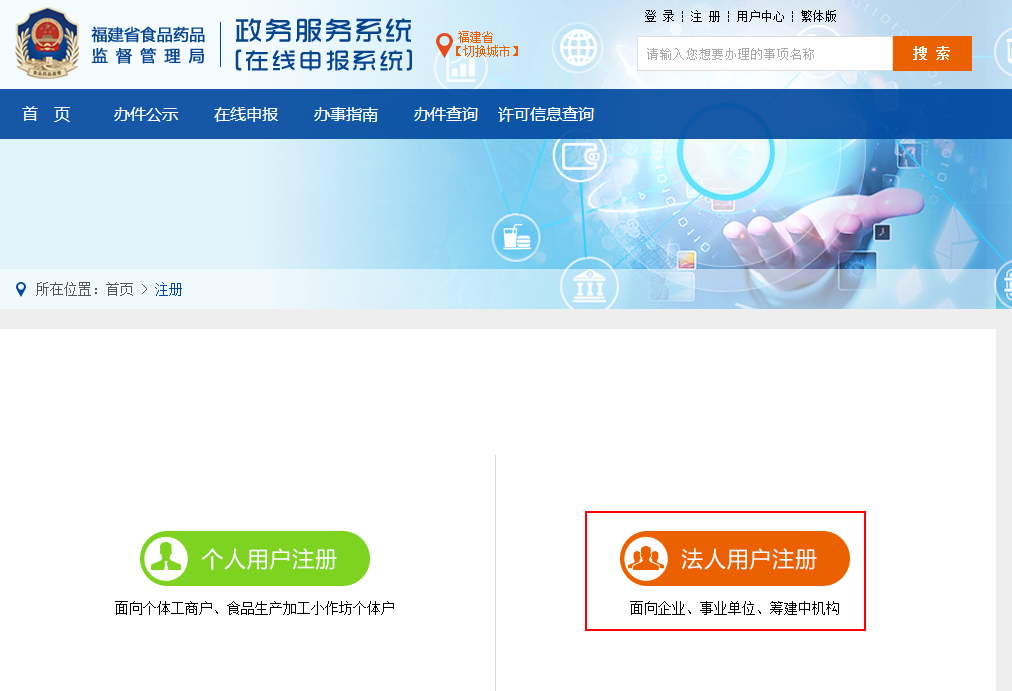 福建省食品药品
监督管理局
政务服务系统
[在线申报系统]
福建省
【切换城市】
登 录 ¦ 注 册 ¦ 用户中心 ¦ 繁体版
请输入您想要办理的事项名称
搜 索
首 页 办件公示 在线申报 办事指南 办件查询 许可信息查询
所在位置：首页 > 注册
个人用户注册
面向个体工商户、食品生产加工小作坊个体户
法人用户注册
面向企业、事业单位、筹建中机构